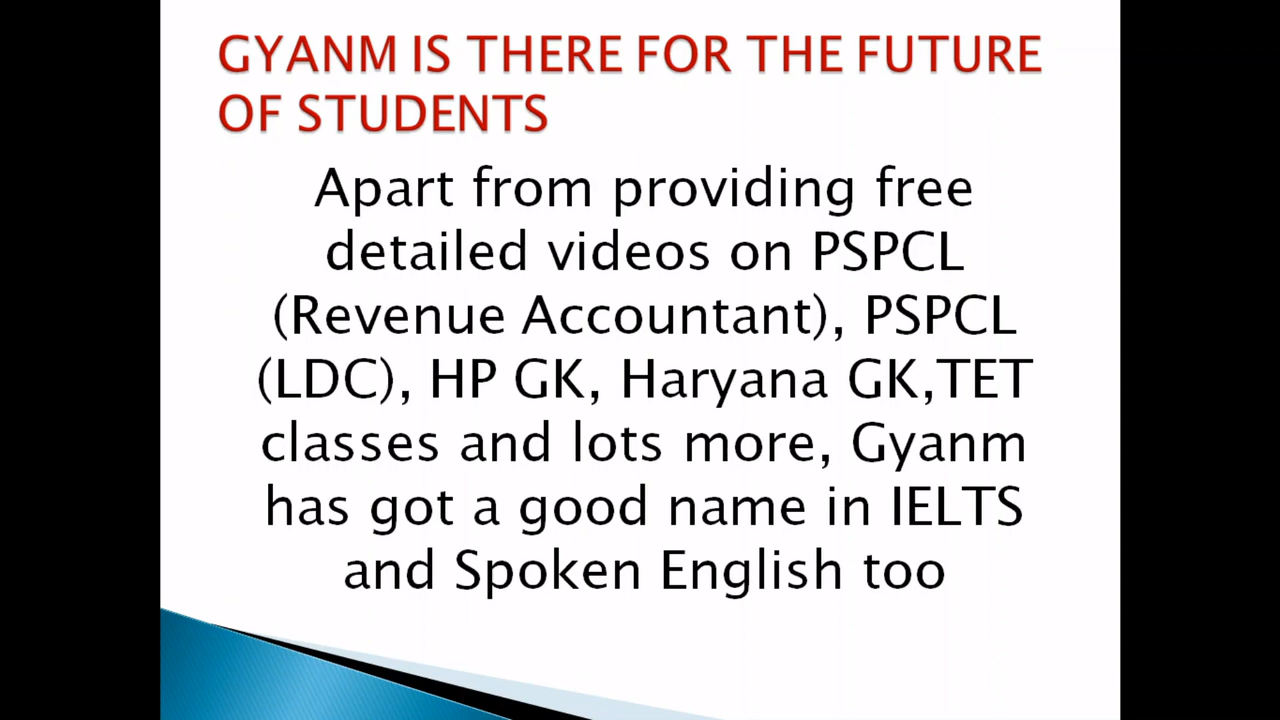 GYANM IS THERE FOR THE FUTURE
OF STUDENTS
Apart from providing free
detailed videos on PSPCL
(Revenue Accountant), PSPCL
(LDC), HP GK, Haryana GK,TET
classes and lots more, Gyanm
has got a good name in IELTS
and Spoken English too